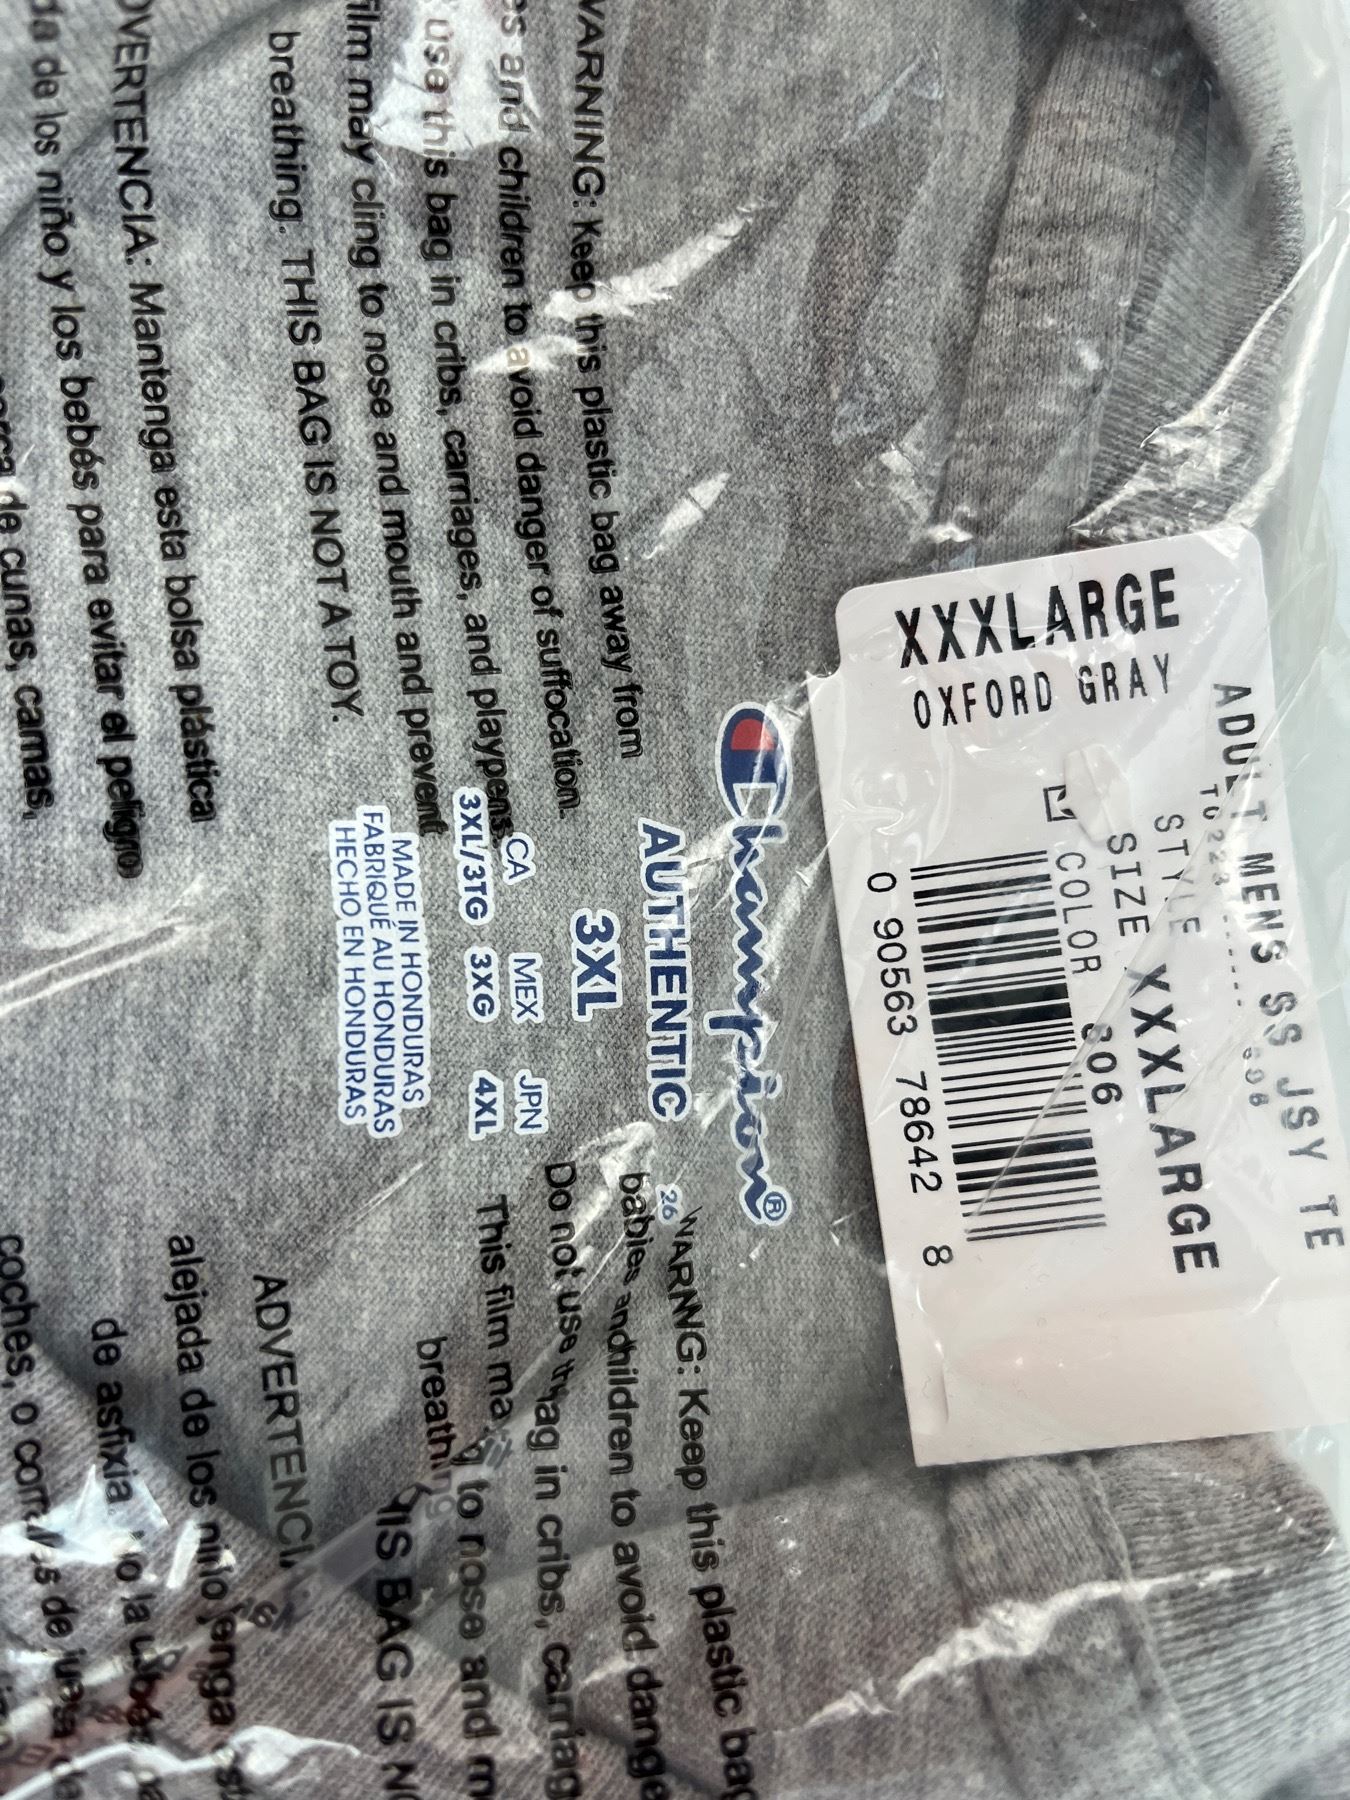 XXXLARGE
OXFORD GRAY
ADULT MENS SS JSY TE
STYLE
SIZE XXXLARGE
COLOR 806
0 90563 78642 8
Champion®
AUTHENTIC
26
3XL
CA MEX JPN
3XL/3TG 3XG 4XL
MADE IN HONDURAS
FABRIQUÉ AU HONDURAS
HECHO EN HONDURAS
WARNING: Keep this plastic bag away from
es and children to avoid danger of suffocation.
use this bag in cribs, carriages, and playpens.
film may cling to nose and mouth and prevent
breathing. THIS BAG IS NOT A TOY.
ADVERTENCIA: Mantenga esta bolsa plástica
da de los niño y los bebés para evitar el peligro
de cunas, camas,
WARNING: Keep this plastic bag
babies and children to avoid dange
Do not use bag in cribs, carriag
This film may to nose and m
breathing IS BAG IS NO
ADVERTENCIA
alejada de los
de asfixia.
coches, o